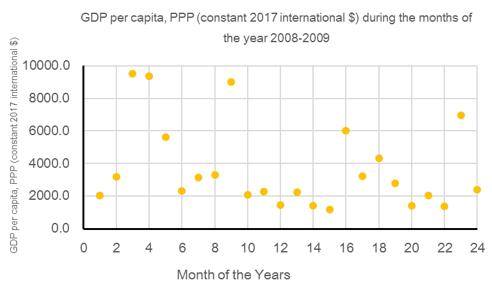 GDP per capita, PPP (constant 2017 international $) during the months of
the year 2008-2009
GDP per capita, PPP (constant 2017 international $)
10000.0
8000.0
6000.0
4000.0
2000.0
0.0
0 2 4 6 8 10 12 14 16 18 20 22 24
Month of the Years